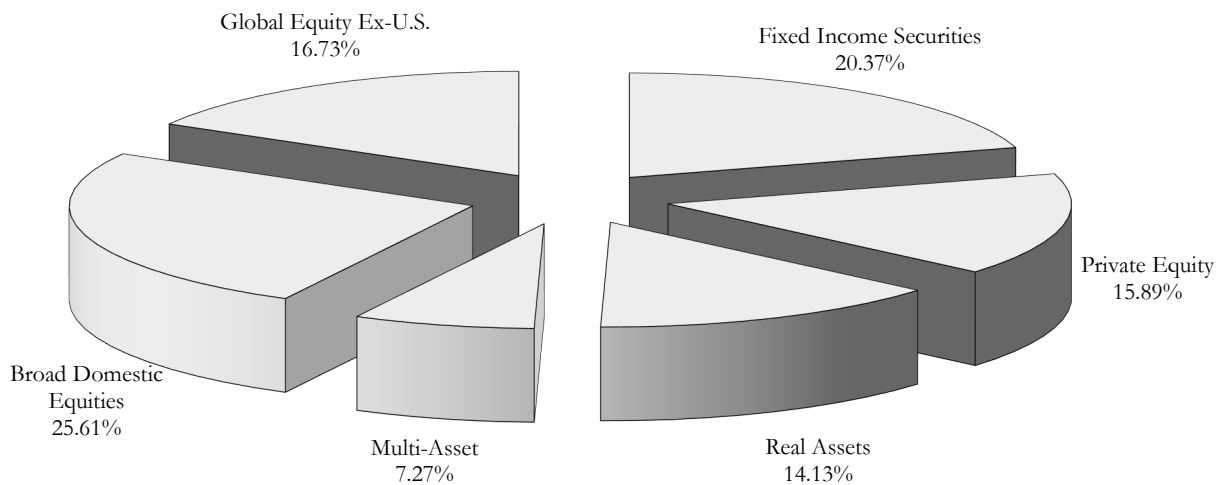 Global Equity Ex-U.S.
16.73%
Fixed Income Securities
20.37%
Private Equity
15.89%
Broad Domestic
Equities
25.61%
Multi-Asset
7.27%
Real Assets
14.13%